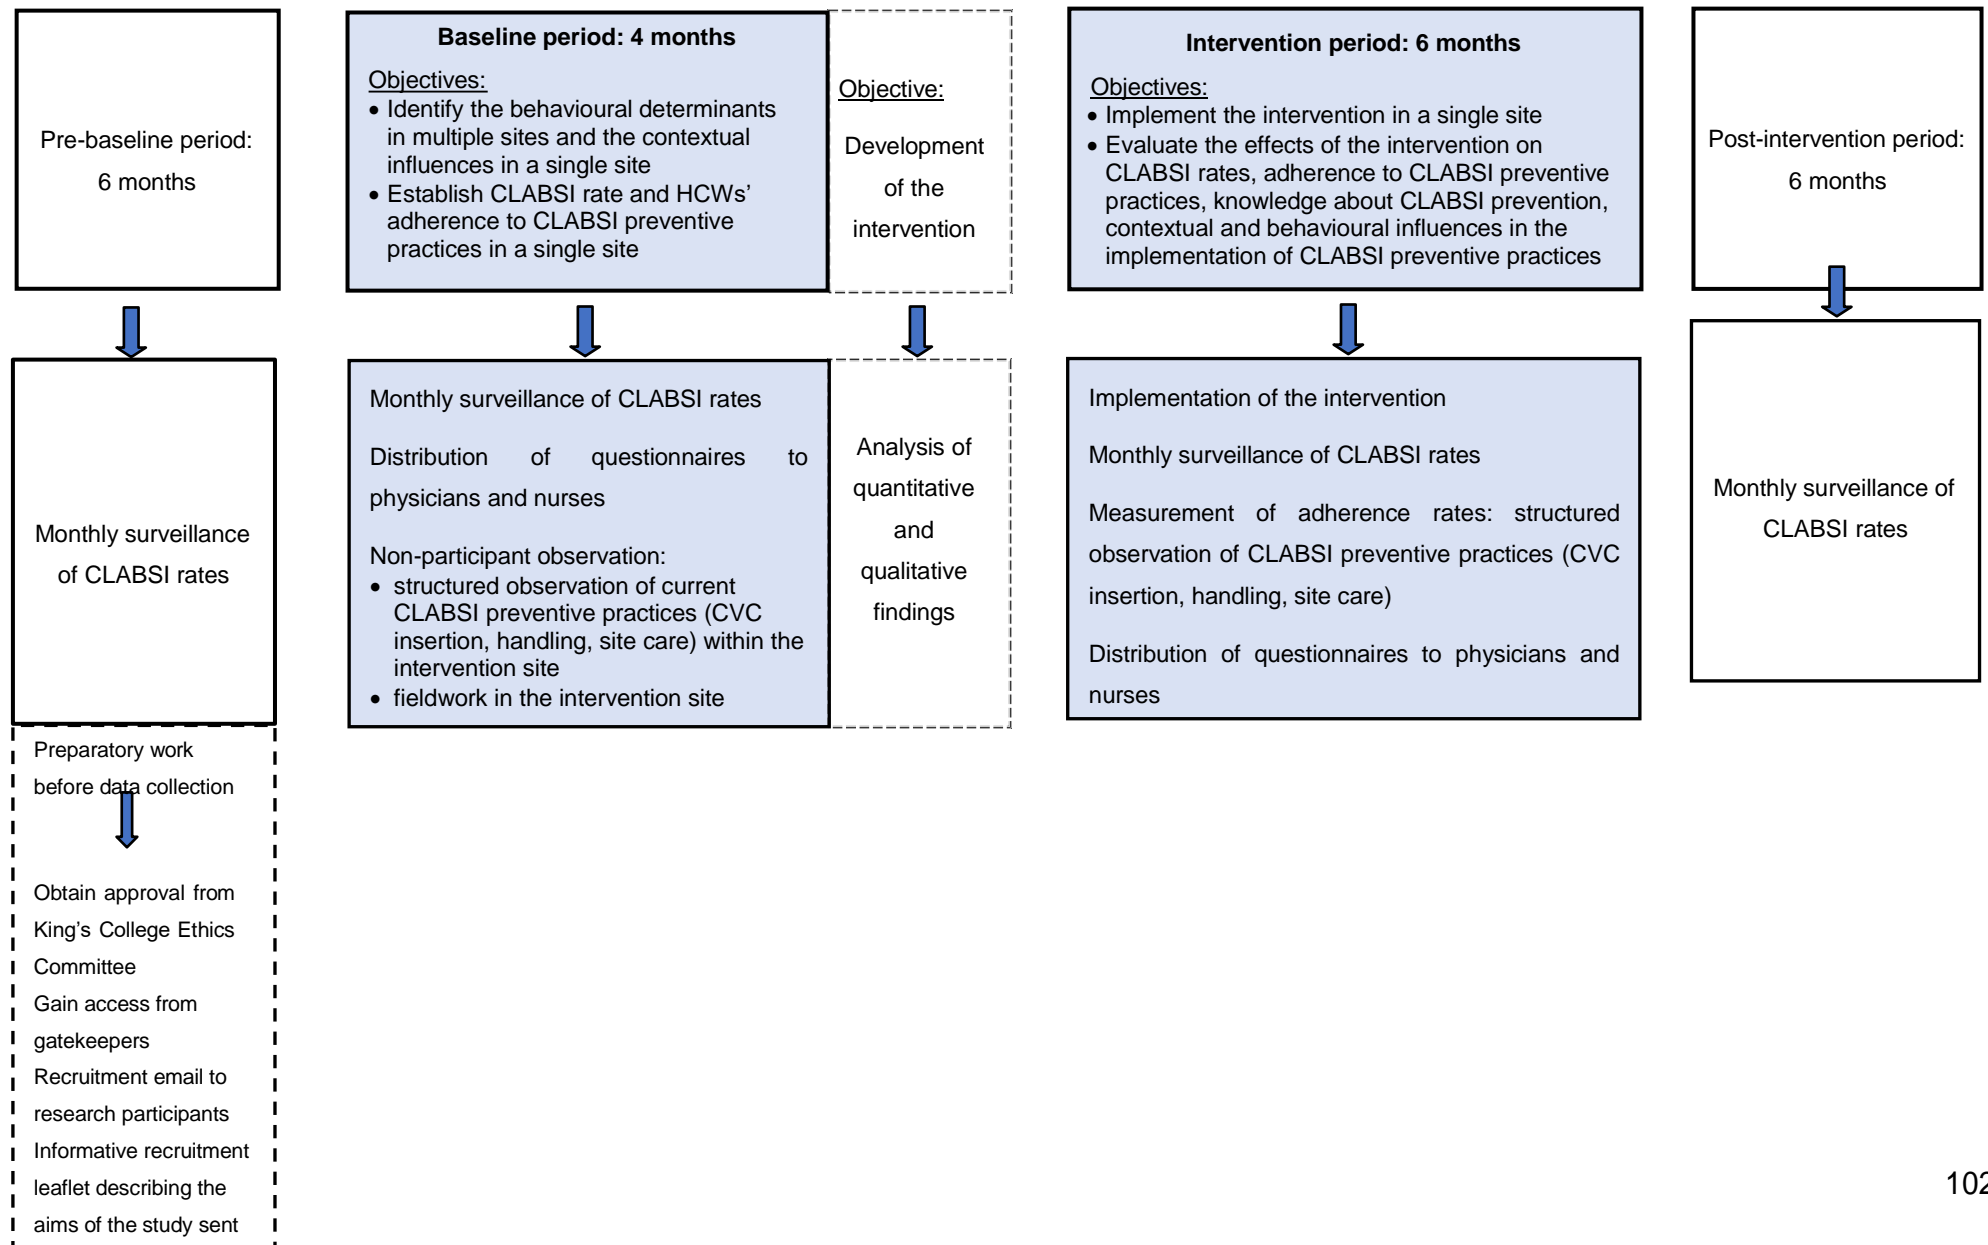 Pre-baseline period:
6 months
Monthly surveillance
of CLABSI rates
Preparatory work
before data collection
Obtain approval from
King's College Ethics
Committee
Gain access from
gatekeepers
Recruitment email to
research participants
Informative recruitment
leaflet describing the
aims of the study sent
Baseline period: 4 months
Objectives:
• Identify the behavioural determinants
in multiple sites and the contextual
influences in a single site
• Establish CLABSI rate and HCWs'
adherence to CLABSI preventive
practices in a single site
Monthly surveillance of CLABSI rates
Distribution of questionnaires to
physicians and nurses
Non-participant observation:
• structured observation of current
CLABSI preventive practices (CVC
insertion, handling, site care) within the
intervention site
• fieldwork in the intervention site
Objective:
Development
of the
intervention
Analysis of
quantitative
and
qualitative
findings
Intervention period: 6 months
Objectives:
• Implement the intervention in a single site
• Evaluate the effects of the intervention on
CLABSI rates, adherence to CLABSI preventive
practices, knowledge about CLABSI prevention,
contextual and behavioural influences in the
implementation of CLABSI preventive practices
Implementation of the intervention
Monthly surveillance of CLABSI rates
Measurement of adherence rates: structured
observation of CLABSI preventive practices (CVC
insertion, handling, site care)
Distribution of questionnaires to physicians and
nurses
Post-intervention period:
6 months
Monthly surveillance of
CLABSI rates
102